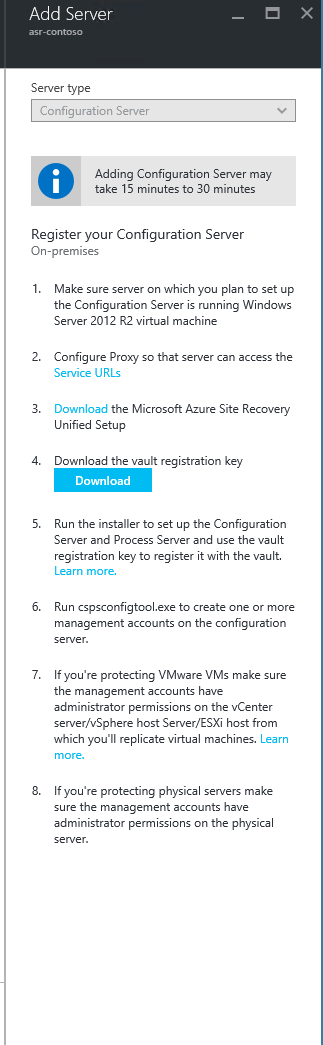 Add Server
asr-contoso
Server type
Configuration Server
Adding Configuration Server may
take 15 minutes to 30 minutes
Register your Configuration Server
On-premises
1. Make sure server on which you plan to set up
the Configuration Server is running Windows
Server 2012 R2 virtual machine
2. Configure Proxy so that server can access the
Service URLs
3. Download the Microsoft Azure Site Recovery
Unified Setup
4. Download the vault registration key
Download
5. Run the installer to set up the Configuration
Server and Process Server and use the vault
registration key to register it with the vault.
Learn more.
6. Run cspsconfigtool.exe to create one or more
management accounts on the configuration
server.
7. If you're protecting VMware VMs make sure
the management accounts have
administrator permissions on the vCenter
server/vSphere host Server/ESXi host from
which you'll replicate virtual machines. Learn
more.
8. If you're protecting physical servers make
sure the management accounts have
administrator permissions on the physical
server.